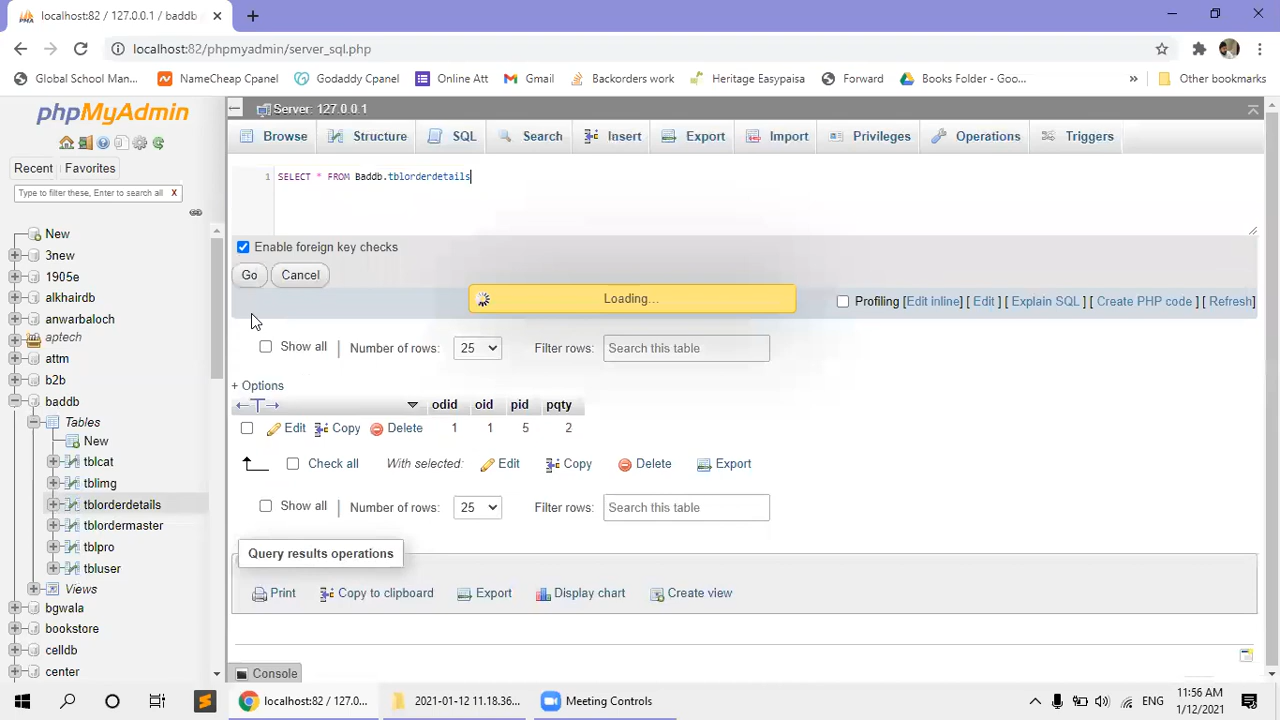 localhost:82 / 127.0.0.1 / baddb
localhost:82/phpmyadmin/server_sql.php
Global School Man... NameCheap Cpanel Godaddy Cpanel Online Att Gmail Backorders work Heritage Easypaisa Forward Books Folder - Goo... » Other bookmarks
phpMyAdmin
Server: 127.0.0.1
Browse Structure SQL Search Insert Export Import Privileges Operations Triggers
Recent Favorites
Type to filter these, Enter to search all X
1 SELECT * FROM Baddb.tblorderdetails
New
3new
1905e
alkhairdb
anwarbaloch
aptech
attm
b2b
baddb
Tables
New
tblcat
tblimg
tblorderdetails
tblordermaster
tblpro
tbluser
Views
bgwala
bookstore
celldb
center
Enable foreign key checks
Go Cancel
Loading...
Profiling [Edit inline] [ Edit ] [ Explain SQL ] [ Create PHP code ] [ Refresh]
Show all Number of rows: 25 Filter rows: Search this table
+ Options
odid oid pid pqty
Edit Copy Delete 1 1 5 2
Check all With selected: Edit Copy Delete Export
Show all Number of rows: 25 Filter rows: Search this table
Query results operations
Print Copy to clipboard Export Display chart Create view
Console
localhost:82 / 127.0... 2021-01-12 11.18.36... Meeting Controls
ENG
11:56 AM
1/12/2021